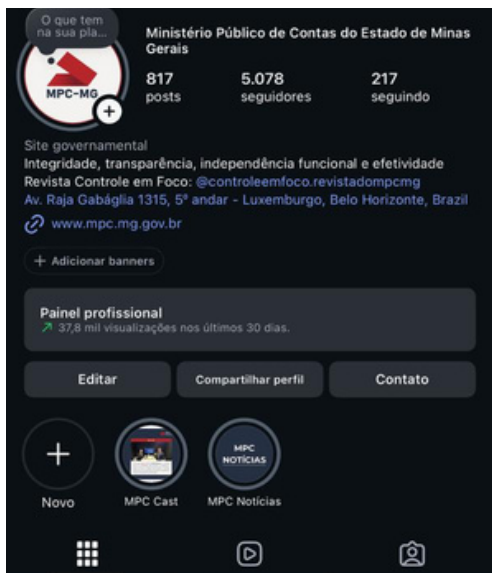 O que tem
na sua pla...
Ministério Público de Contas do Estado de Minas
Gerais
MPC-MG
817
5.078
217
posts
seguidores
seguindo
Site governamental
Integridade, transparência, independência funcional e efetividade
Revista Controle em Foco: @controleemfoco.revistadompcmg
Av. Raja Gabáglia 1315, 5º andar - Luxemburgo, Belo Horizonte, Brazil
www.mpc.mg.gov.br
+ Adicionar banners
Painel profissional
37,8 mil visualizações nos últimos 30 dias.
Editar
Compartilhar perfil
Contato
MPC
NOTÍCIAS
Novo
MPC Cast
MPC Notícias